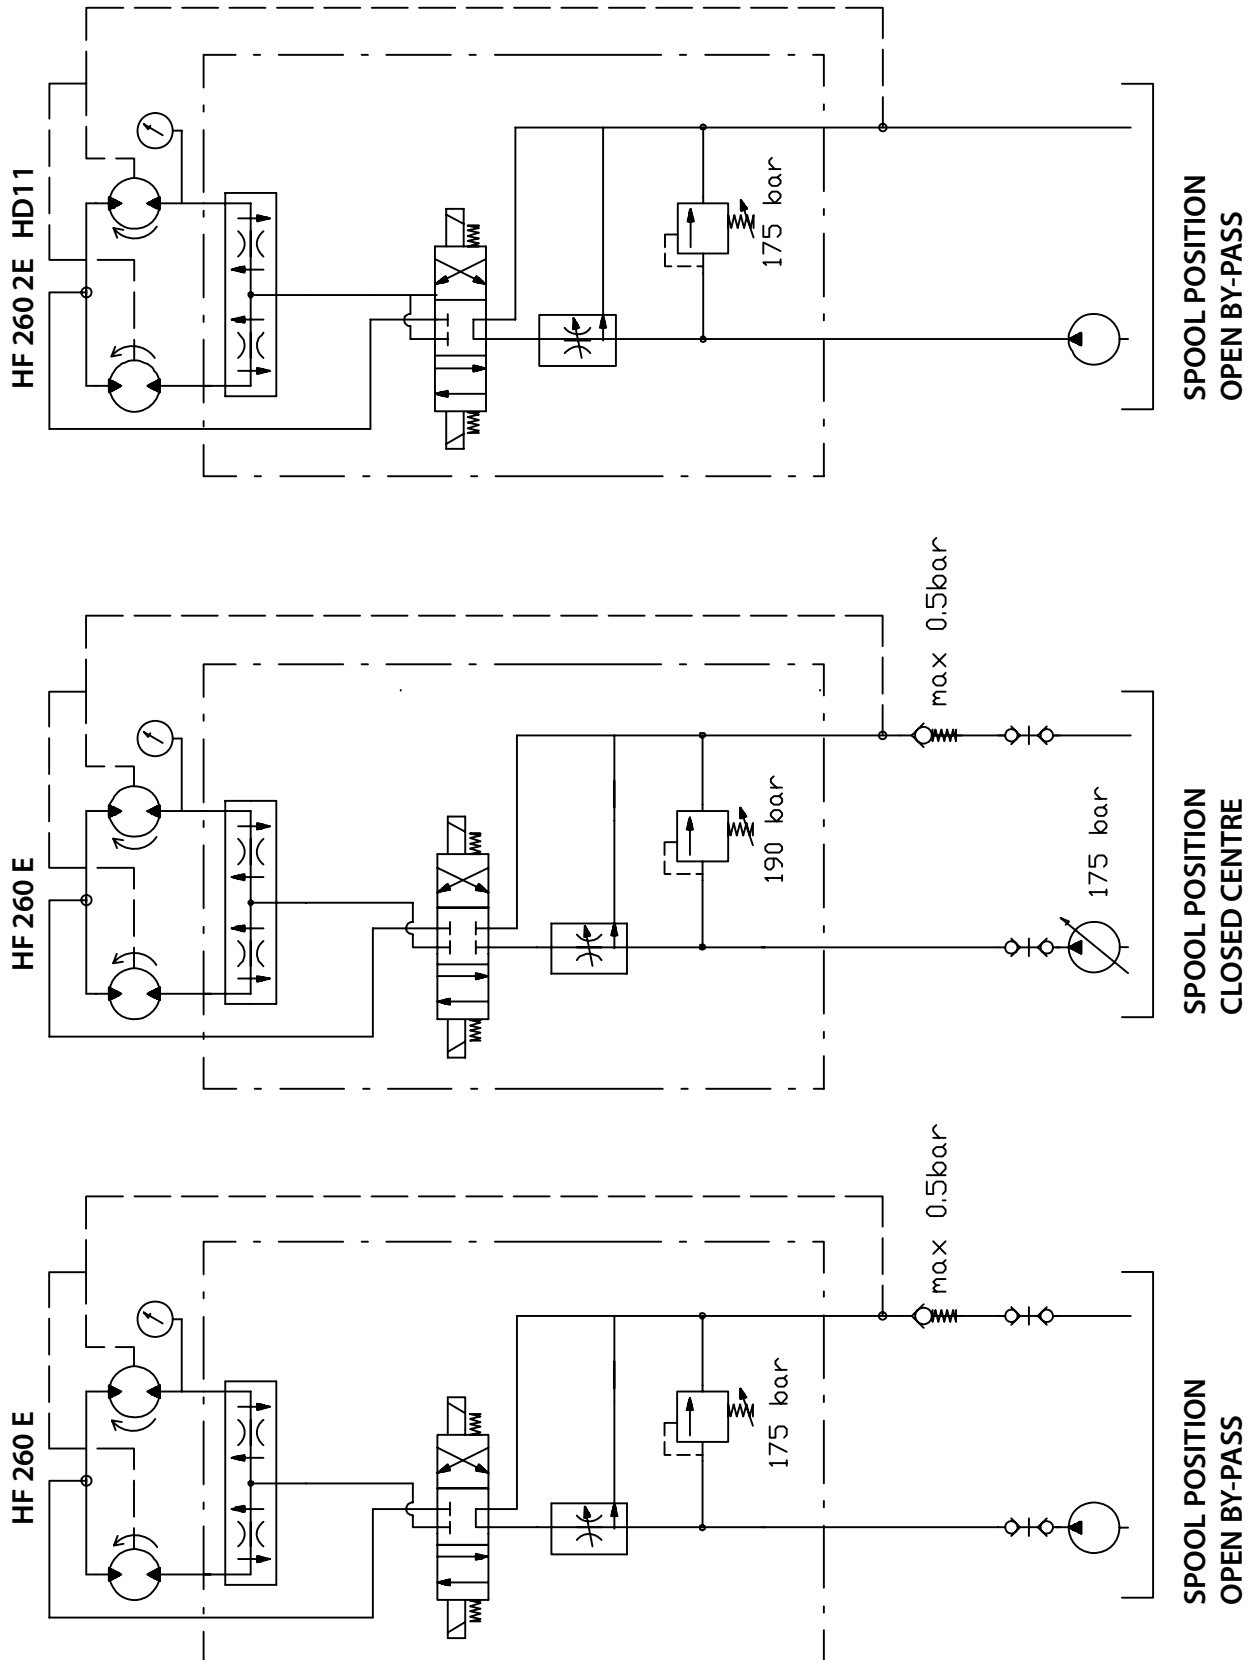 HF 260 E
175 bar
max 0.5bar
SPOOL POSITION
OPEN BY-PASS
HF 260 E
190 bar
max 0.5bar
175 bar
SPOOL POSITION
CLOSED CENTRE
HF 260 2E HD11
175 bar
SPOOL POSITION
OPEN BY-PASS